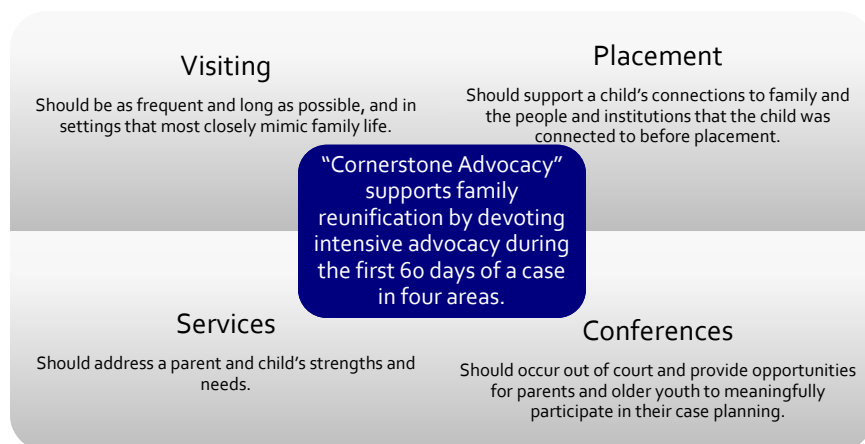 Visiting
Should be as frequent and long as possible, and in
settings that most closely mimic family life.
Placement
Should support a child's connections to family and
the people and institutions that the child was
connected to before placement.
“Cornerstone Advocacy”
supports family
reunification by devoting
intensive advocacy during
the first 60 days of a case
in four areas.
Services
Should address a parent and child's strengths and
needs.
Conferences
Should occur out of court and provide opportunities
for parents and older youth to meaningfully
participate in their case planning.